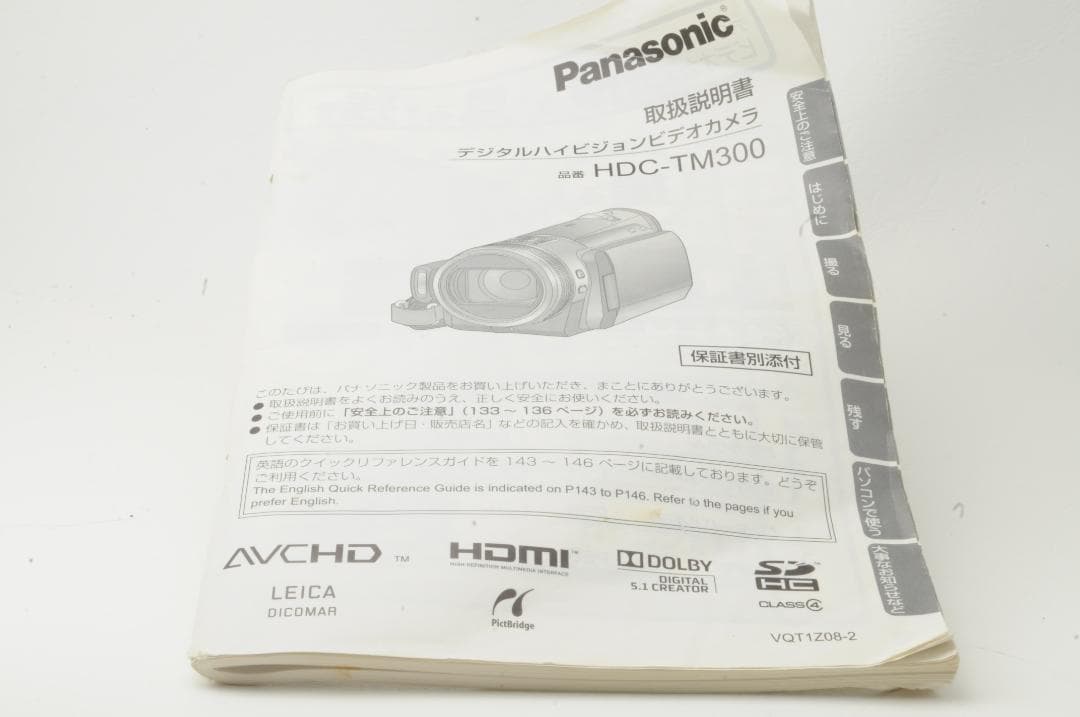 Panasonic®
取扱説明書
デジタルハイビジョンビデオカメラ
品番 HDC-TM300
保証書別添付
このたびは、パナソニック製品をお買い上げいただき、まことにありがとうございます。
● 取扱説明書をよくお読みのうえ、正しく安全にお使いください。
● ご使用前に「安全上のご注意」(133 ~ 136 ページ)を必ずお読みください。
● 保証書は「お買い上げ日・販売店名」などの記入を確かめ、取扱説明書とともに大切に保管
してください。
英語のクイックリファレンスガイドを 143 ~ 146 ページに記載しております。どうぞ
ご利用ください。
The English Quick Reference Guide is indicated on P143 to P146. Refer to the pages if you
prefer English.
AVCHD TM
HDMI™
HIGH-DEFINITION MULTIMEDIA INTERFACE
DOLBY
DIGITAL
5.1 CREATOR
SD
HC
™
CLASS④
LEICA
DICOMAR
PictBridge
VQT1Z08-2
安全上のご注意
はじめに
撮る
見る
残す
パソコンで使う
大事なお知らせなど